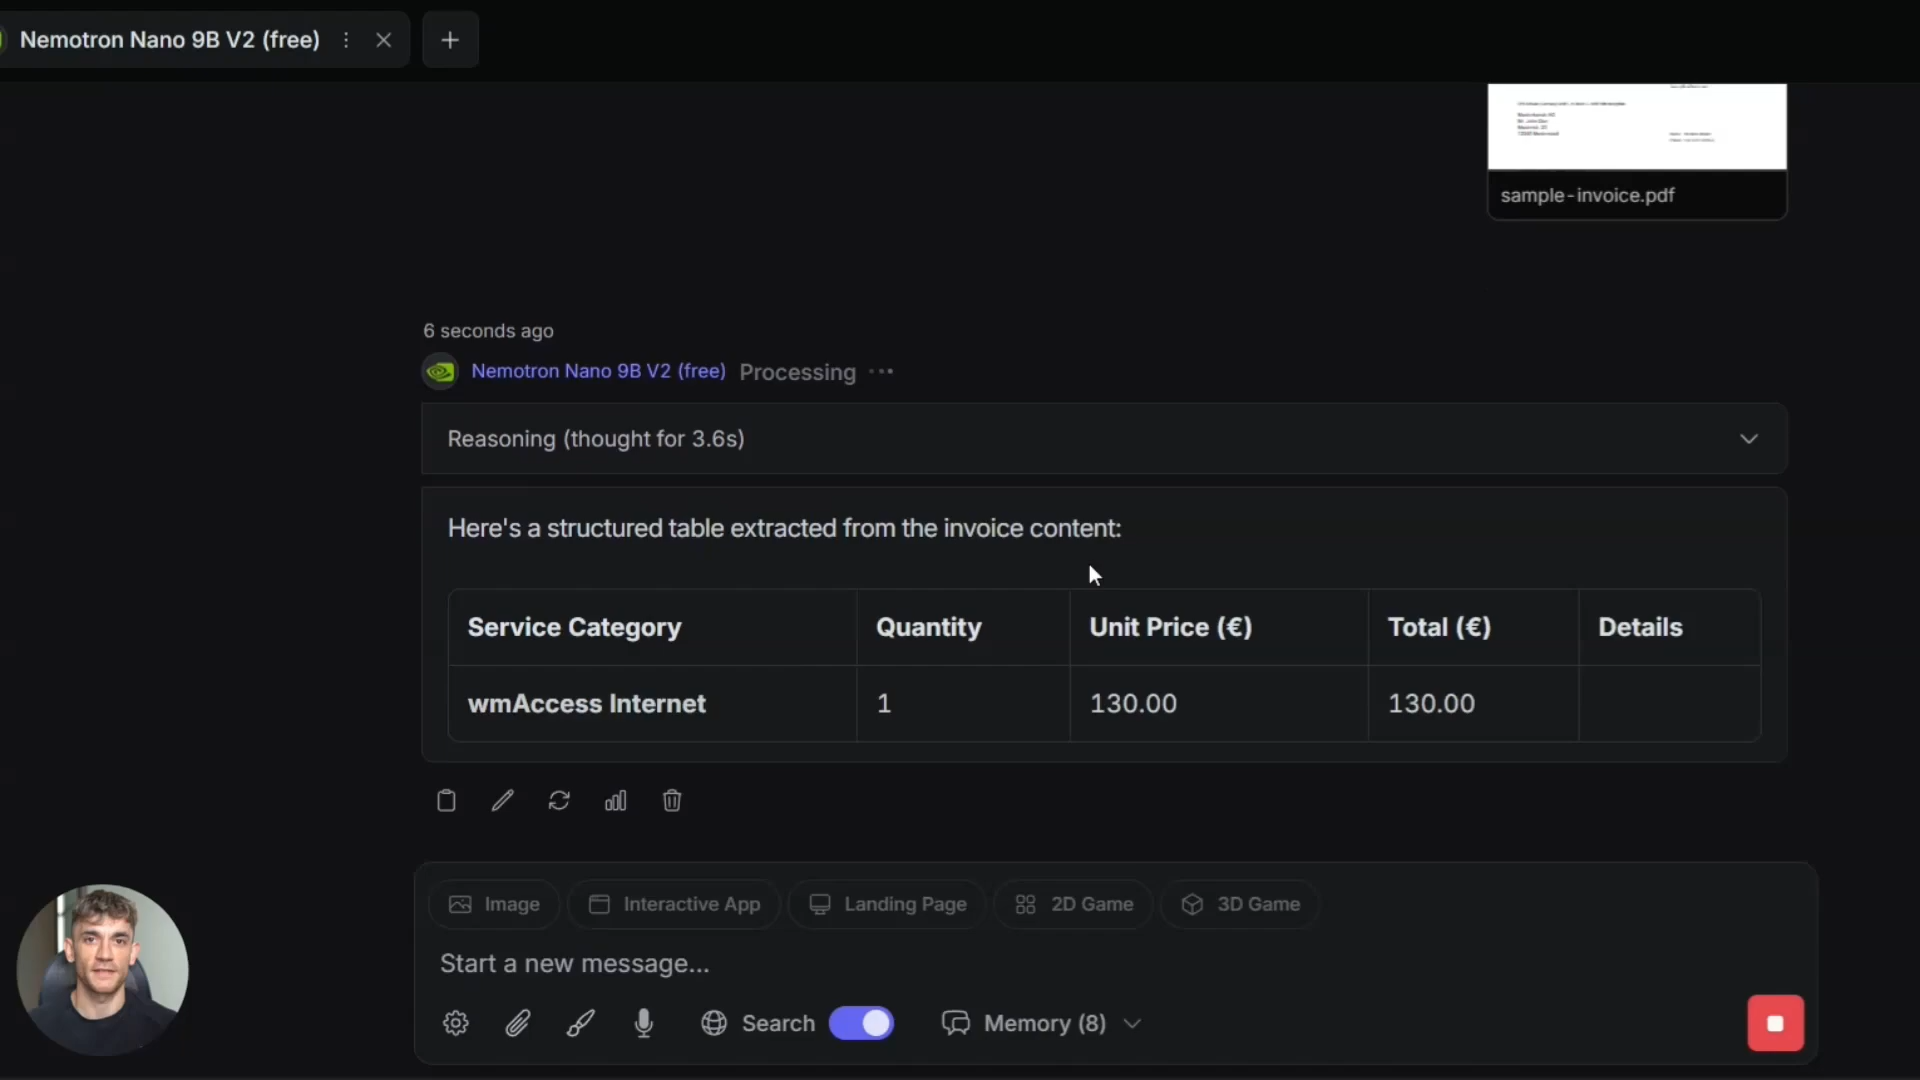 Nemotron Nano 9B V2 (free)
sample-invoice.pdf
6 seconds ago
Nemotron Nano 9B V2 (free) Processing ···
Reasoning (thought for 3.6s)
Here's a structured table extracted from the invoice content:
Service Category Quantity Unit Price (€) Total (€) Details
wmAccess Internet 1 130.00 130.00
Image Interactive App Landing Page 2D Game 3D Game
Start a new message...
Search Memory (8)